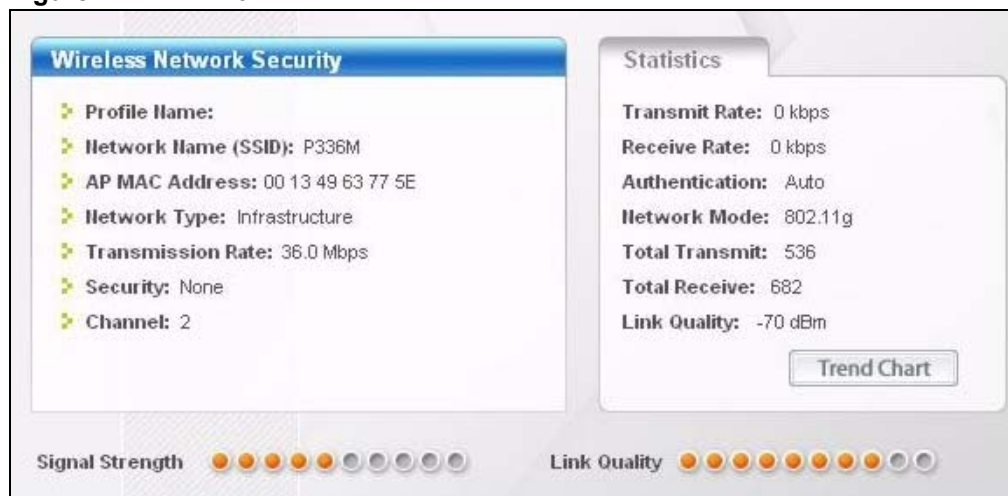 Wireless Network Security
Profile Name:
Network Name (SSID): P336M
AP MAC Address: 00 13 49 63 77 5E
Network Type: Infrastructure
Transmission Rate: 36.0 Mbps
Security: None
Channel: 2
Statistics
Transmit Rate: 0 kbps
Receive Rate: 0 kbps
Authentication: Auto
Network Mode: 802.11g
Total Transmit: 536
Total Receive: 682
Link Quality: -70 dBm
Trend Chart
Signal Strength
Link Quality